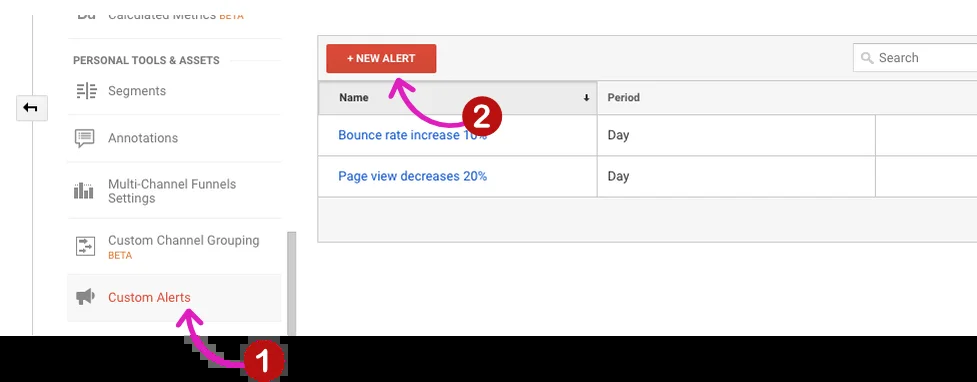 Calculated Metrics BETA
PERSONAL TOOLS & ASSETS
Segments
Annotations
Multi-Channel Funnels
Settings
Custom Channel Grouping
BETA
Custom Alerts
1
+ NEW ALERT
Search
2
Name
Period
Bounce rate increase 10%
Day
Page view decreases 20%
Day